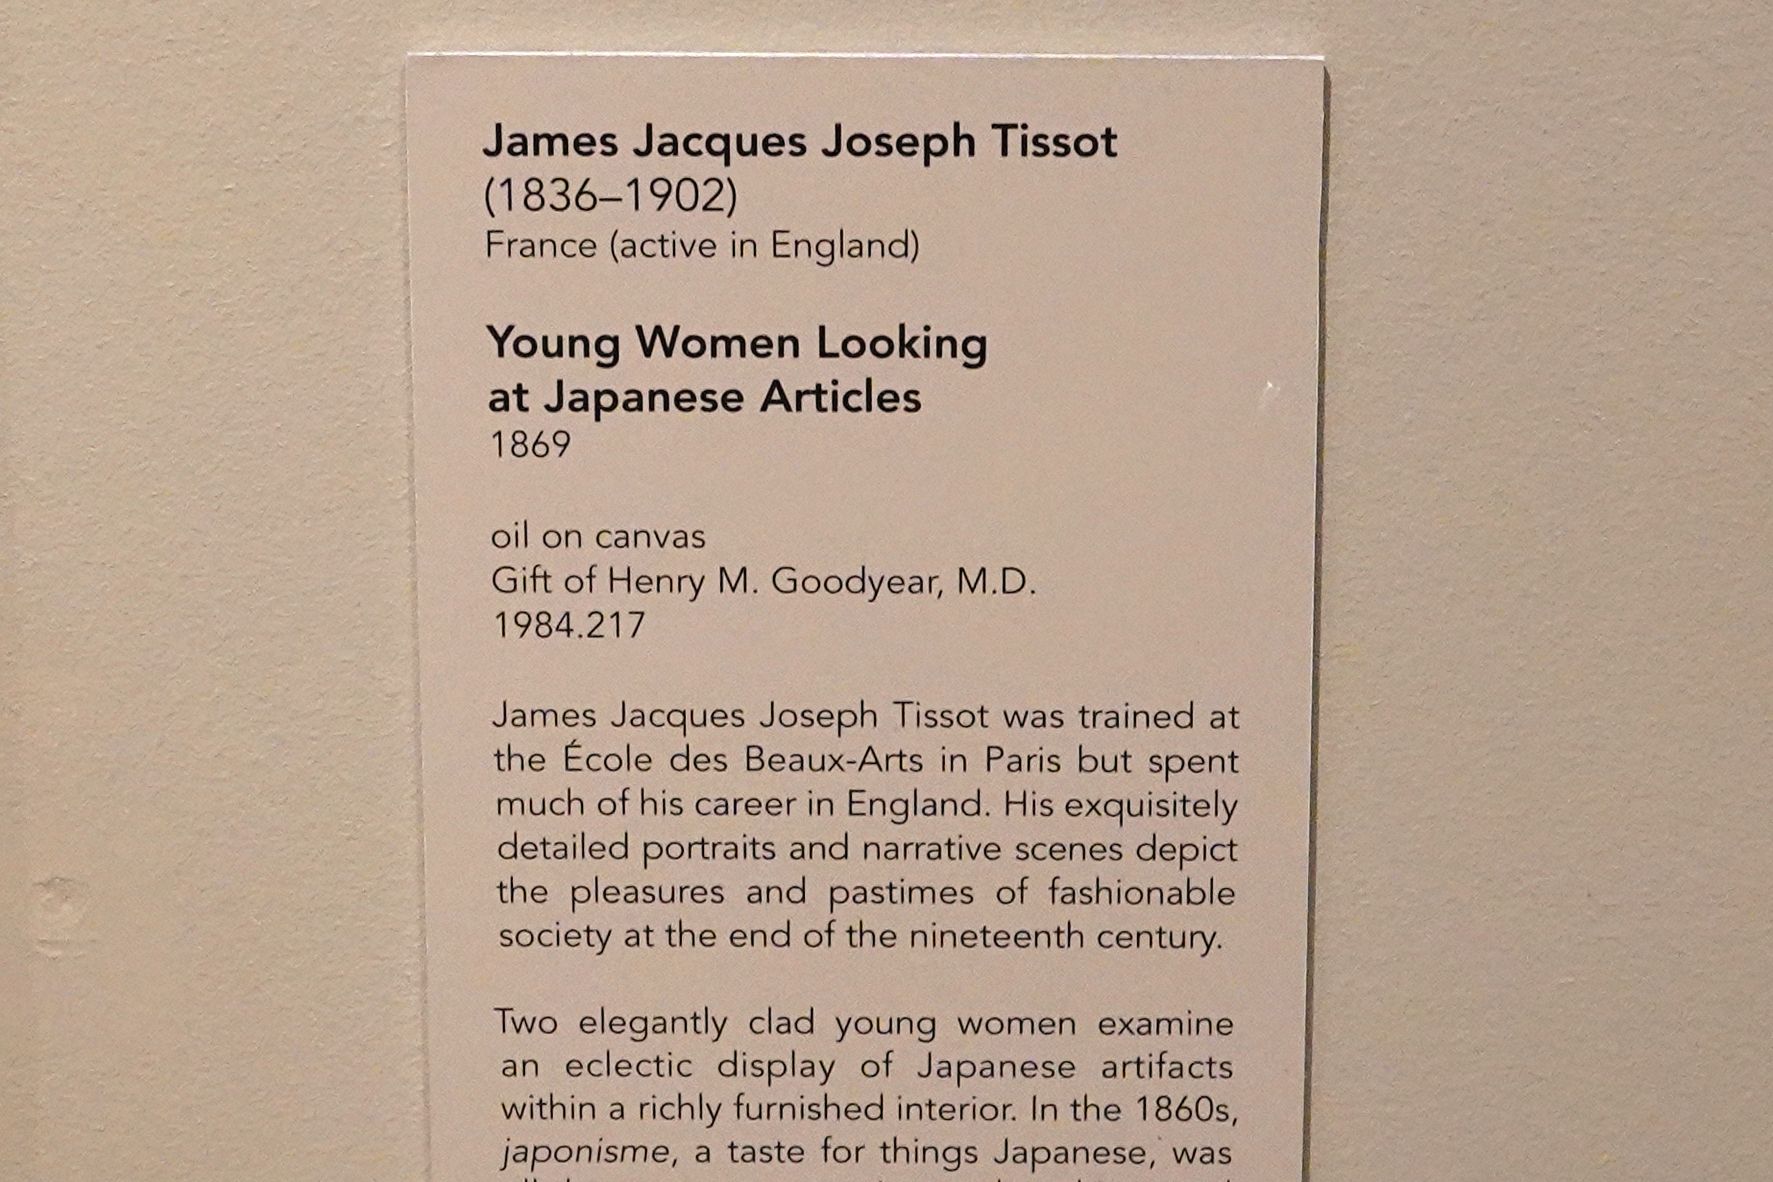 James Jacques Joseph Tissot
(1836–1902)
France (active in England)
Young Women Looking
at Japanese Articles
1869
oil on canvas
Gift of Henry M. Goodyear, M.D.
1984.217
James Jacques Joseph Tissot was trained at
the École des Beaux-Arts in Paris but spent
much of his career in England. His exquisitely
detailed portraits and narrative scenes depict
the pleasures and pastimes of fashionable
society at the end of the nineteenth century.
Two elegantly clad young women examine
an eclectic display of Japanese artifacts
within a richly furnished interior. In the 1860s,
japonisme, a taste for things Japanese, was